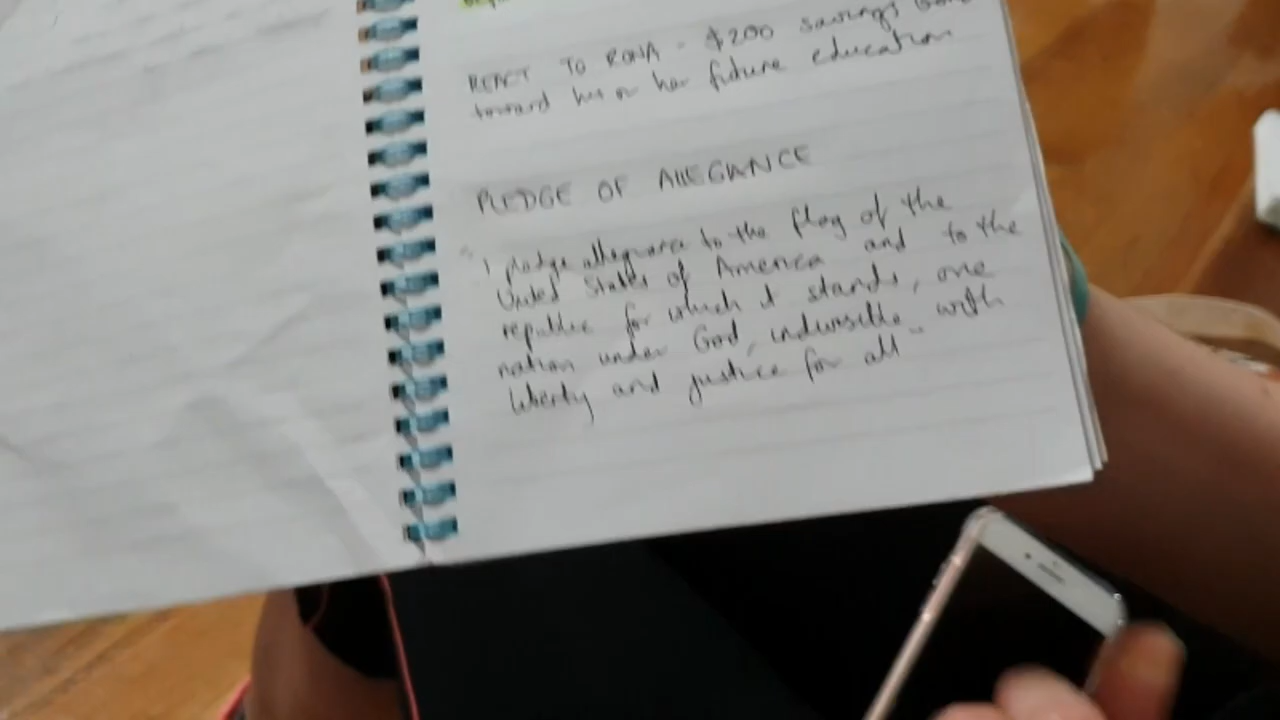 REACT TO RONA - $200 savings
toward his or her future education
PLEDGE OF ALLEGIANCE
"I pledge allegiance to the flag of the
United States of America and to the
republic for which it stands, one
nation under God, indivisible with
liberty and justice for all"